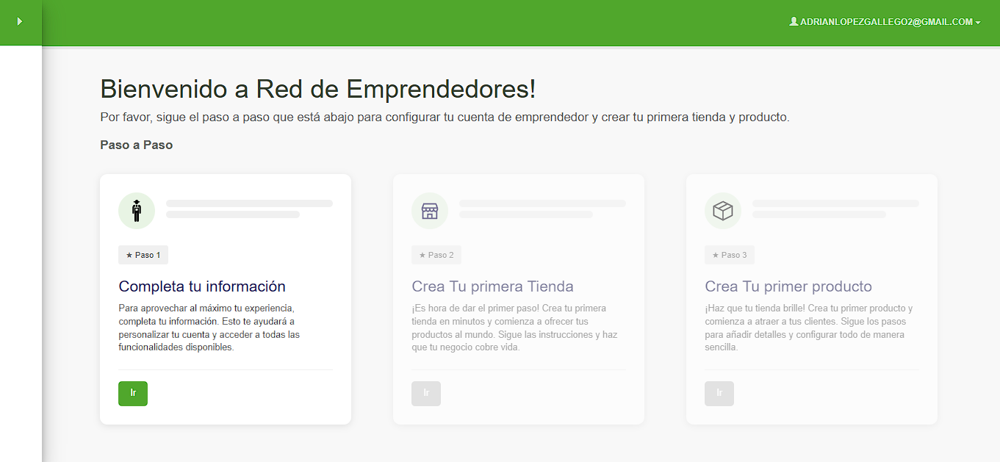 ADRIANLOPEZGALLEGO2@GMAIL.COM
Bienvenido a Red de Emprendedores!
Por favor, sigue el paso a paso que está abajo para configurar tu cuenta de emprendedor y crear tu primera tienda y producto.
Paso a Paso
★ Paso 1
Completa tu información
Para aprovechar al máximo tu experiencia,
completa tu información. Esto te ayudará a
personalizar tu cuenta y acceder a todas las
funcionalidades disponibles.
Ir
★ Paso 2
Crea Tu primera Tienda
¡Es hora de dar el primer paso! Crea tu primera
tienda en minutos y comienza a ofrecer tus
productos al mundo. Sigue las instrucciones y haz
que tu negocio cobre vida.
Ir
★ Paso 3
Crea Tu primer producto
¡Haz que tu tienda brille! Crea tu primer producto y
comienza a atraer a tus clientes. Sigue los pasos
para añadir detalles y configurar todo de manera
sencilla.
Ir